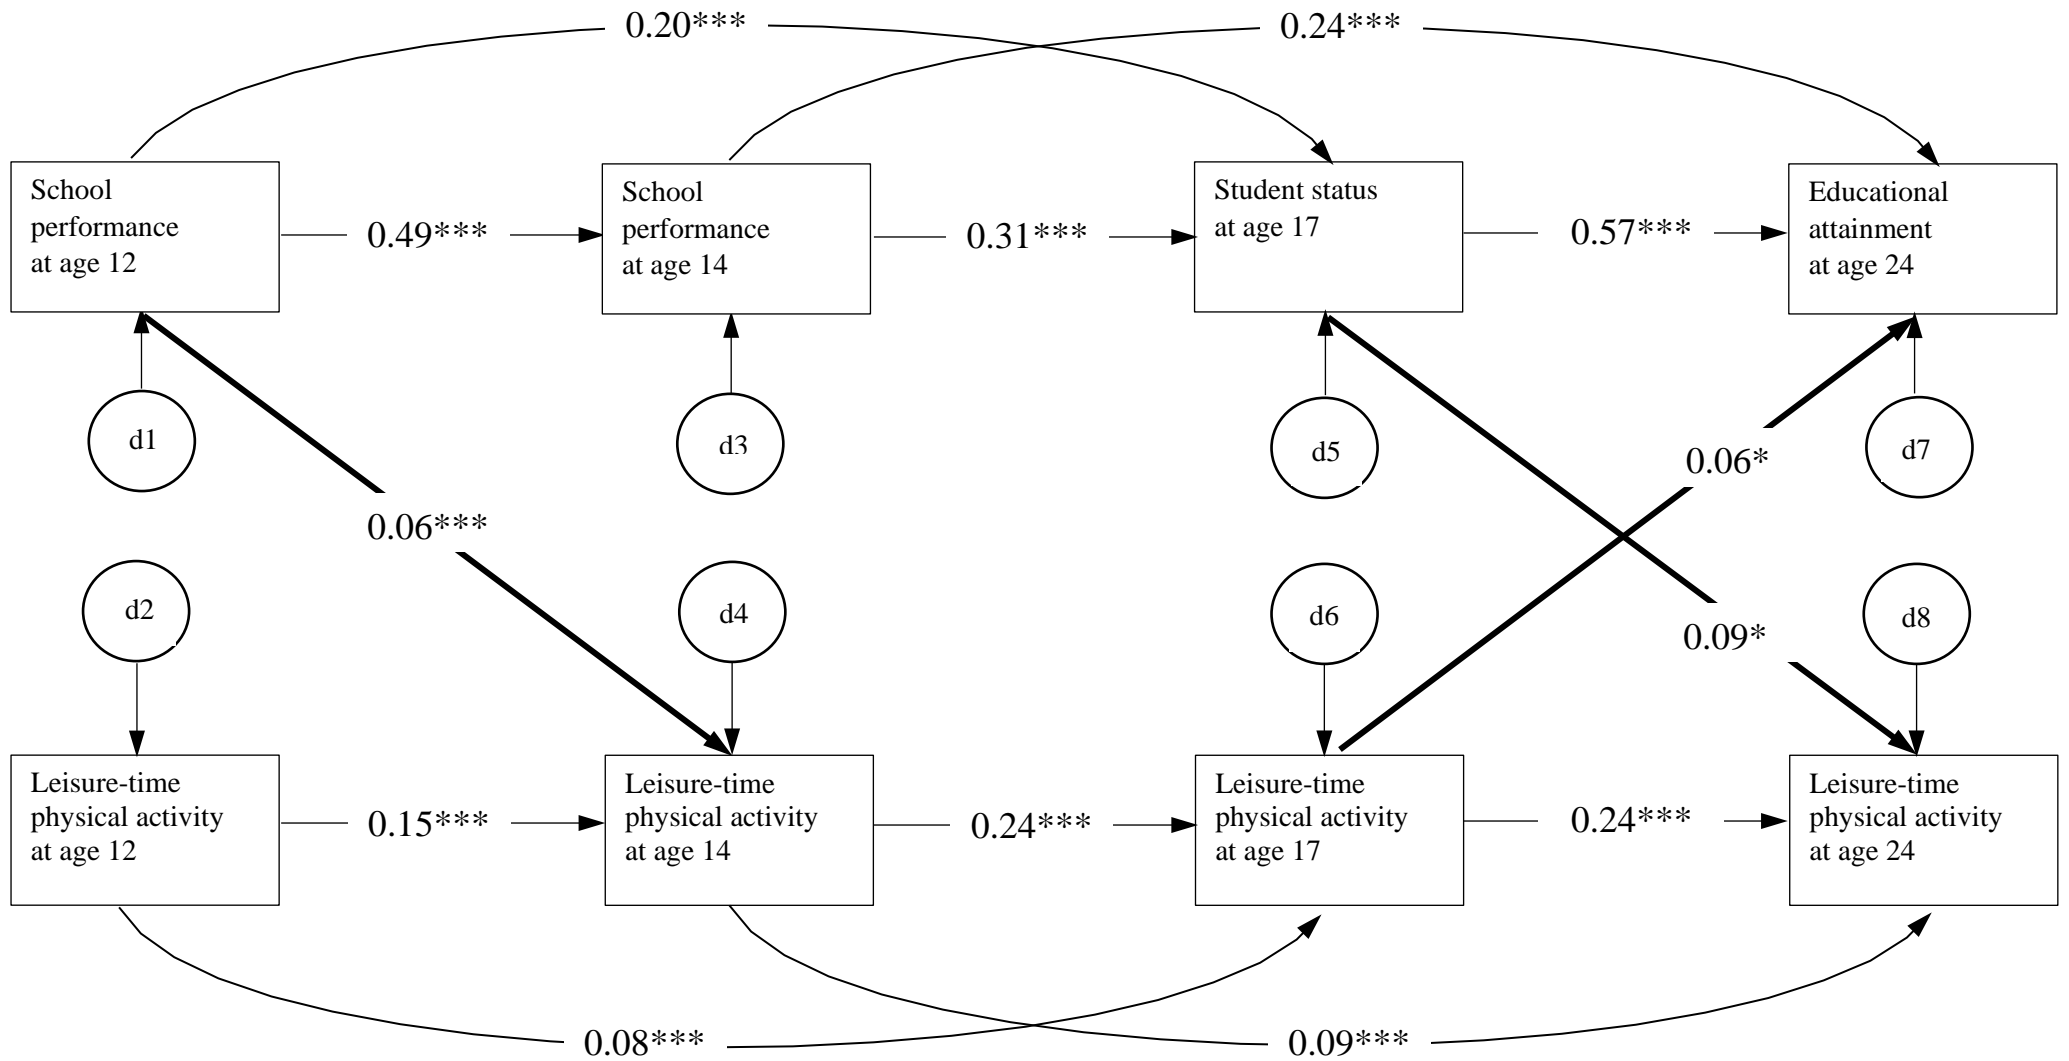 0.20***
0.24***
School
performance
at age 12
0.49***
School
performance
at age 14
0.31***
Student status
at age 17
0.57***
Educational
attainment
at age 24
d1
d3
d5
d7
0.06***
0.06*
d2
d4
d6
d8
0.09*
Leisure-time
physical activity
at age 12
0.15***
Leisure-time
physical activity
at age 14
0.24***
Leisure-time
physical activity
at age 17
0.24***
Leisure-time
physical activity
at age 24
0.08***
0.09***